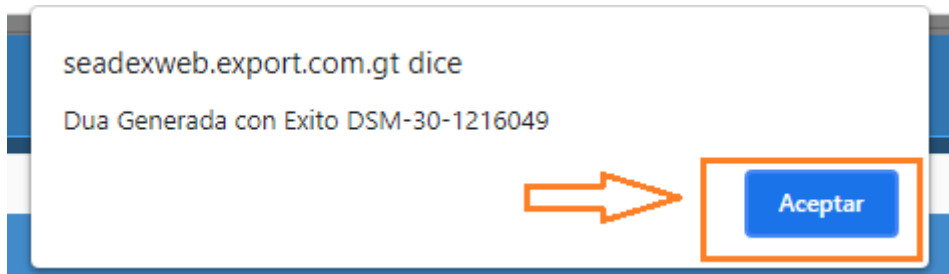 seadexweb.export.com.gt dice
Dua Generada con Exito DSM-30-1216049
Aceptar